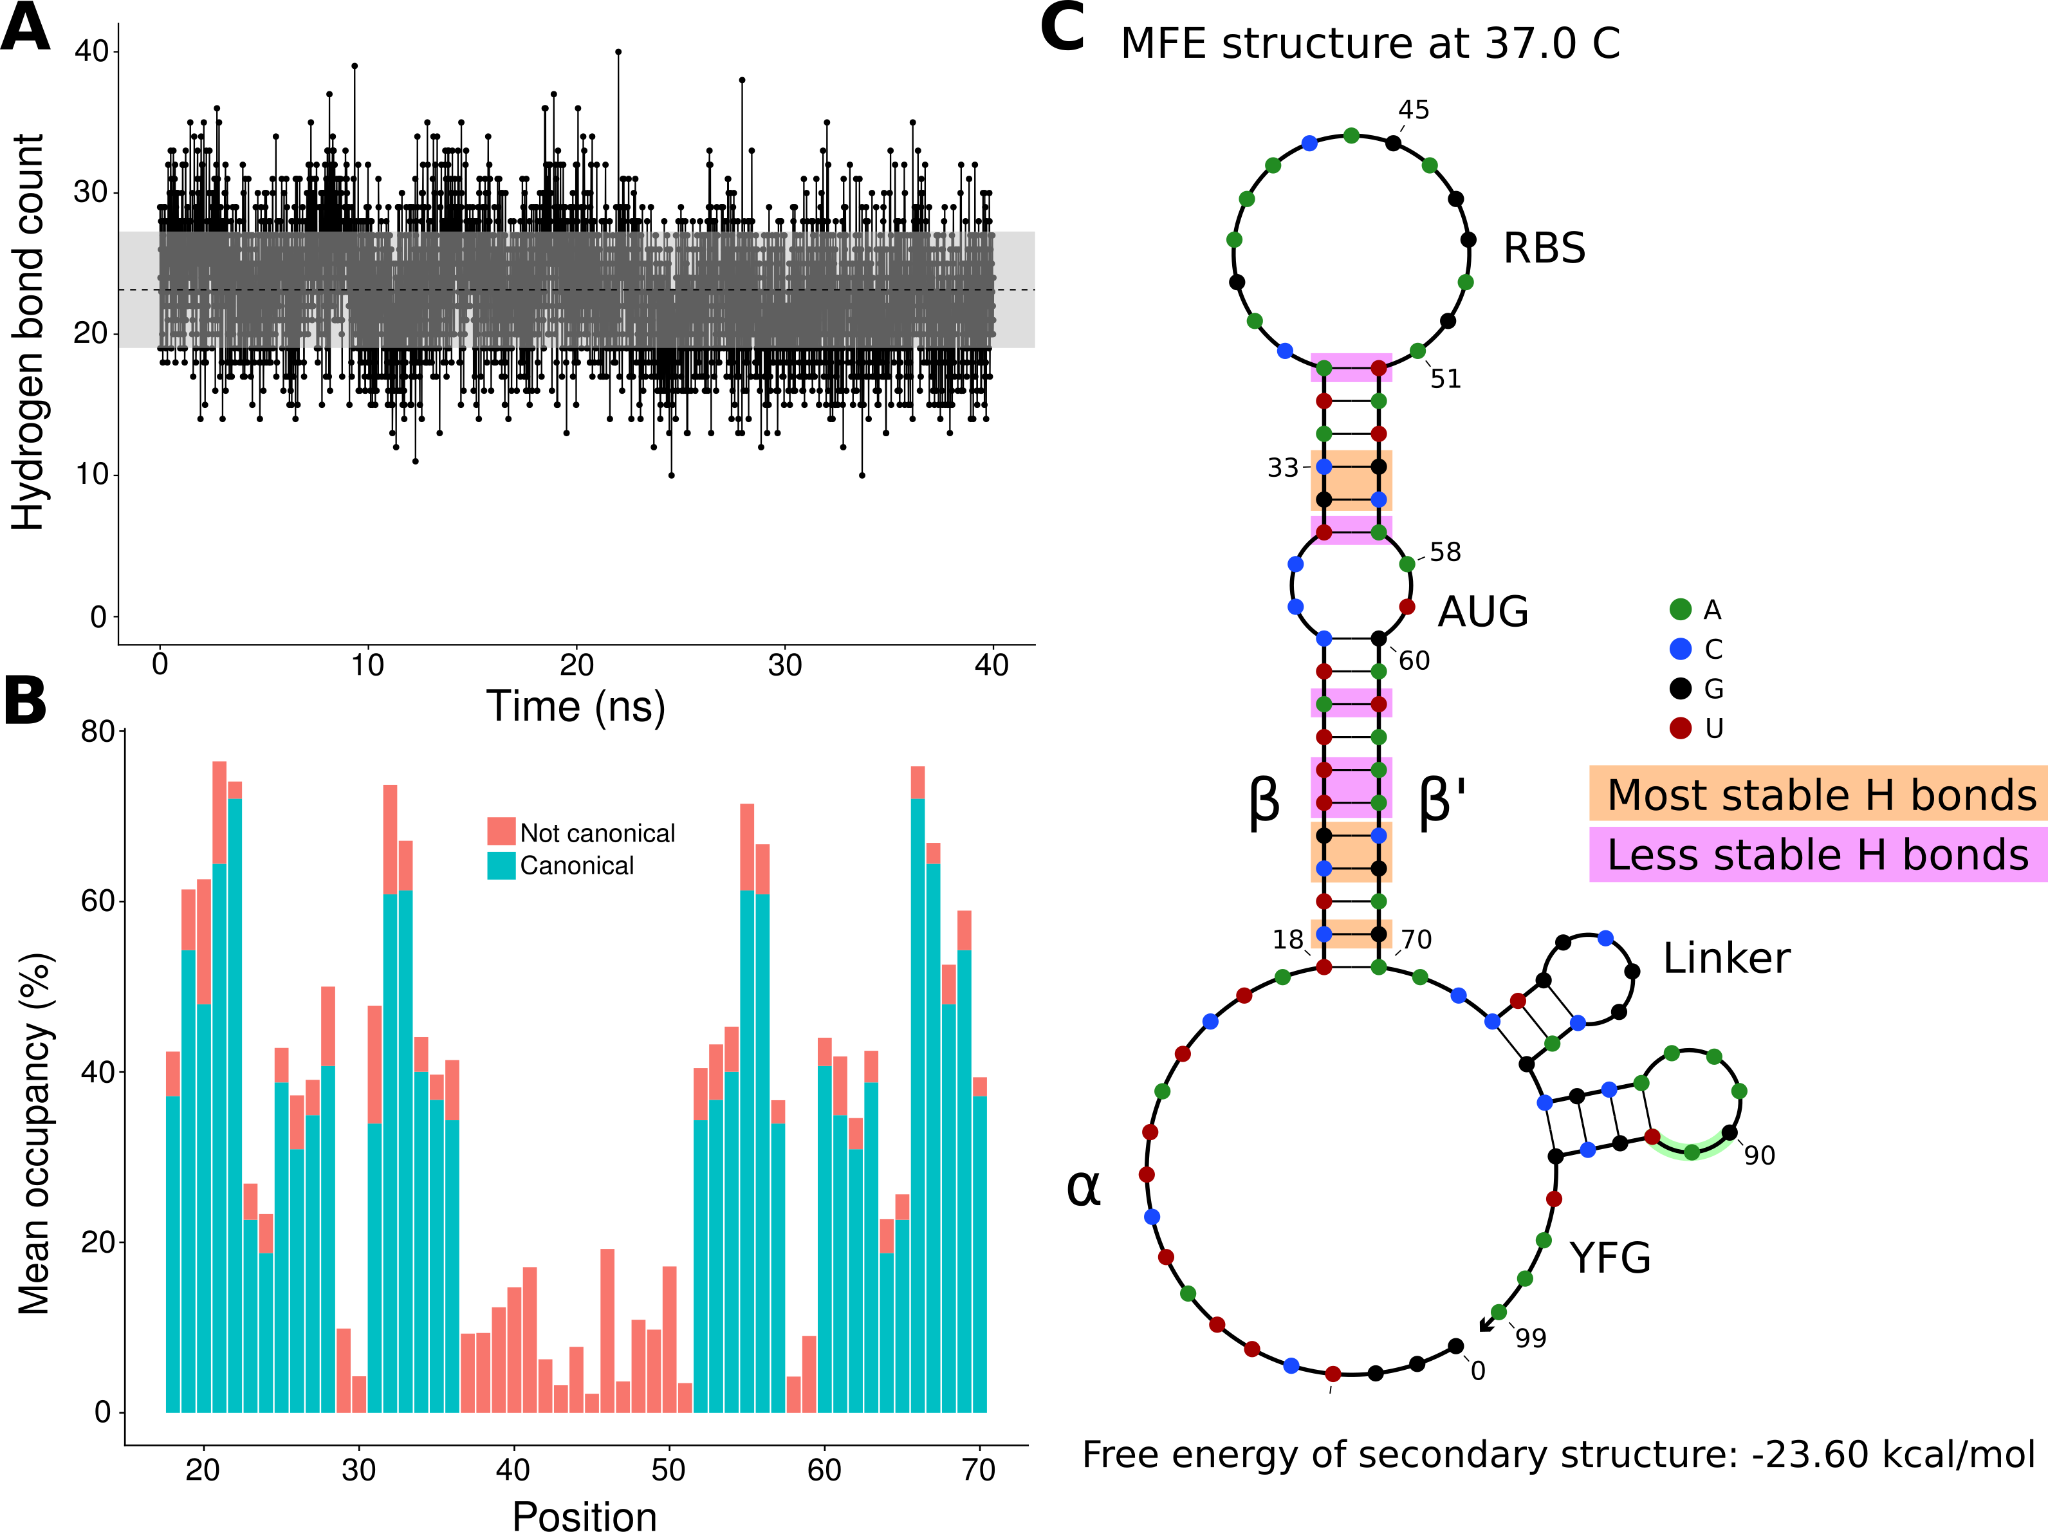 A
Hydrogen bond count
40
30
20
10
0
0 10 20 30 40
Time (ns)
B
Mean occupancy (%)
80
60
40
20
0
Not canonical
Canonical
20 30 40 50 60 70
Position
C
MFE structure at 37.0 C
45
RBS
51
33
58
AUG
60
A
C
G
U
β β'
Most stable H bonds
Less stable H bonds
18 70
Linker
90
α
YFG
99
0
Free energy of secondary structure: -23.60 kcal/mol